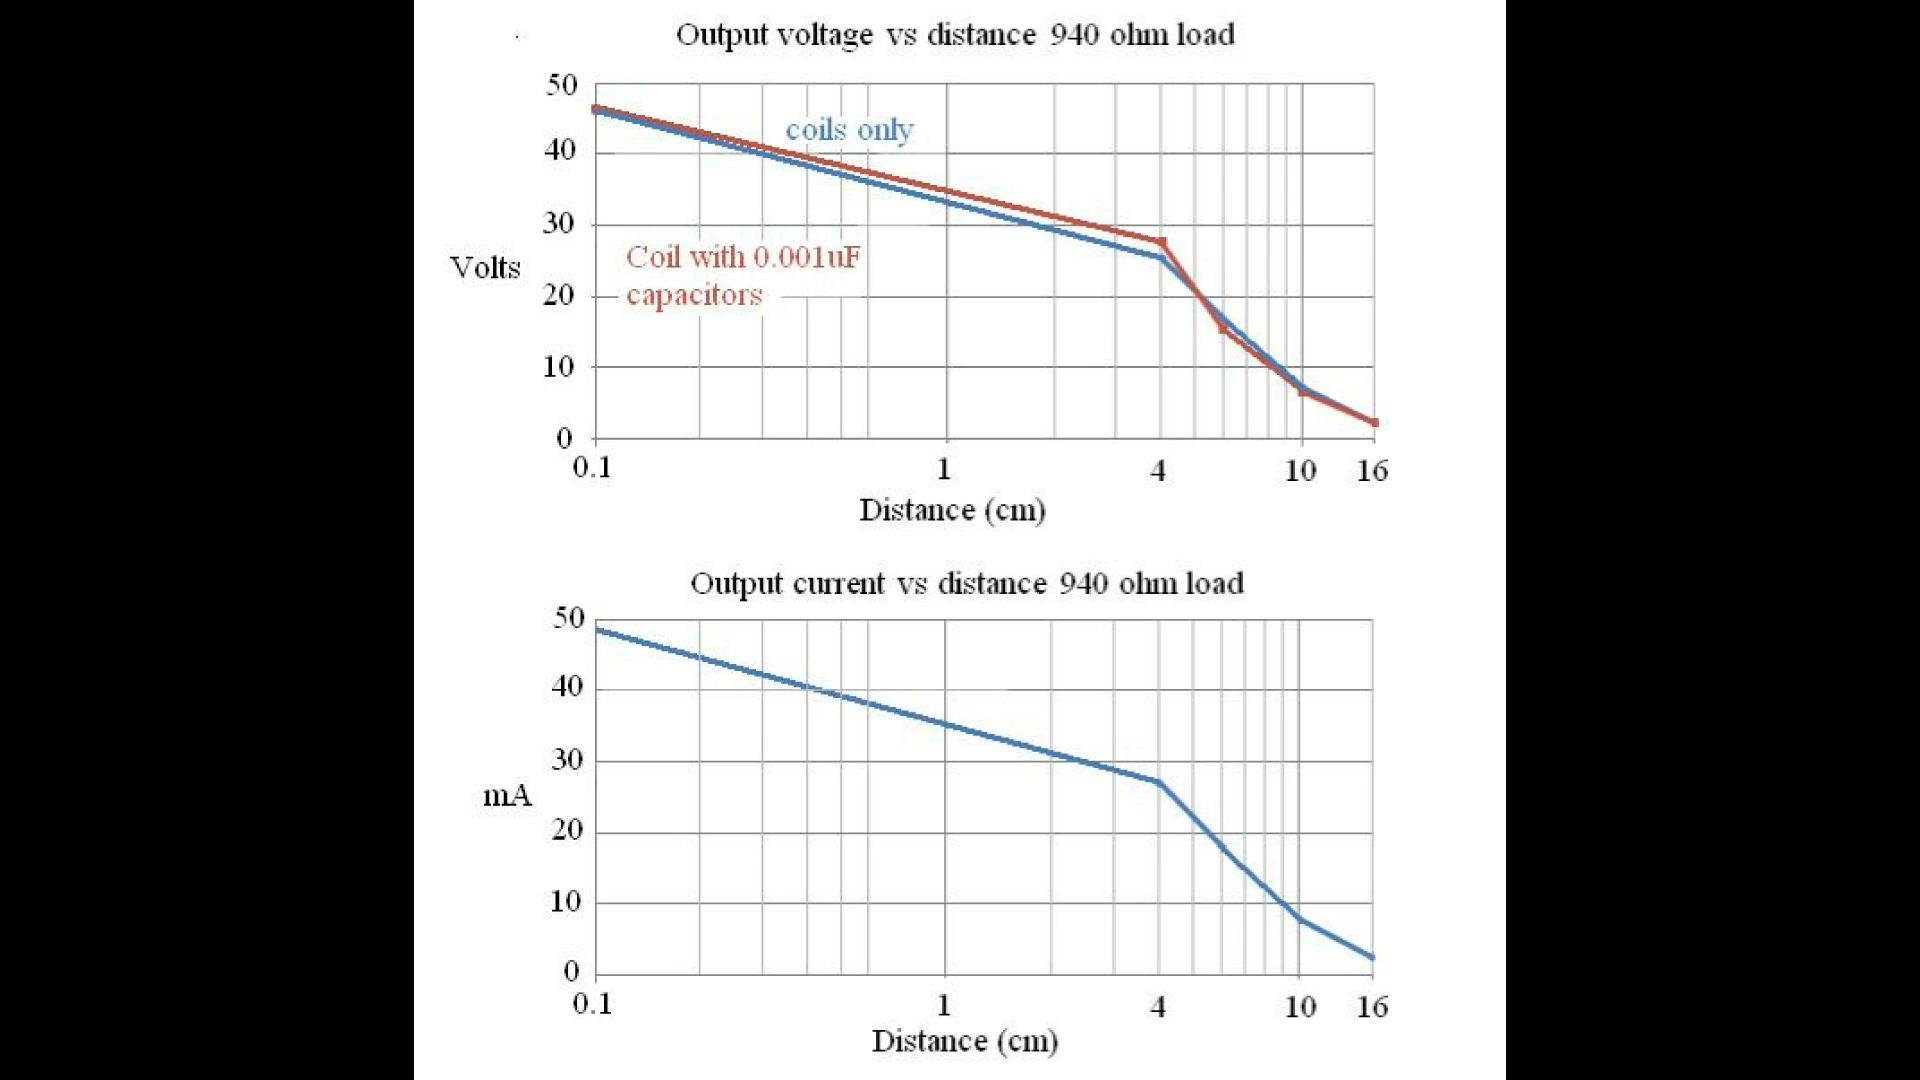 Output voltage vs distance 940 ohm load
50
coils only
40
30
Coil with 0.001uF
capacitors
Volts
20
10
0
0.1 1 4 10 16
Distance (cm)
Output current vs distance 940 ohm load
50
40
30
mA
20
10
0
0.1 1 4 10 16
Distance (cm)